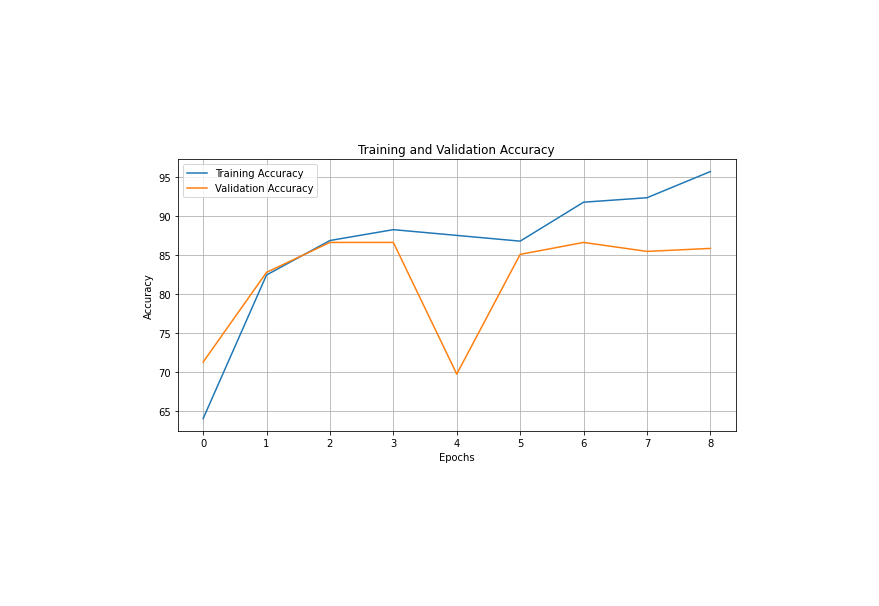 Training and Validation Accuracy
Training Accuracy
Validation Accuracy
95
90
85
80
75
70
65
Accuracy
0 1 2 3 4 5 6 7 8
Epochs